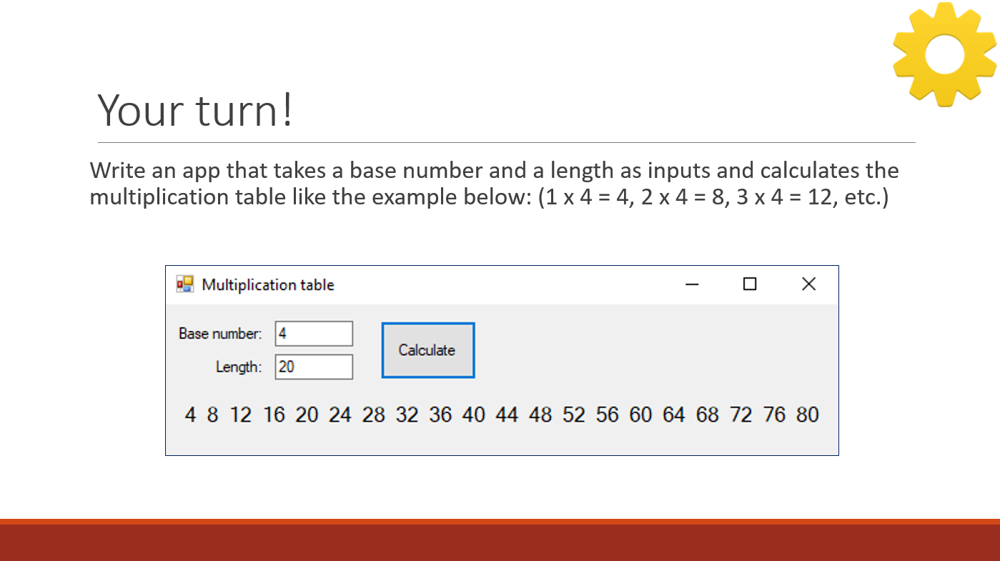 Your turn!
Write an app that takes a base number and a length as inputs and calculates the
multiplication table like the example below: (1 x 4 = 4, 2 x 4 = 8, 3 x 4 = 12, etc.)
Multiplication table
Base number: 4
Calculate
Length: 20
4 8 12 16 20 24 28 32 36 40 44 48 52 56 60 64 68 72 76 80